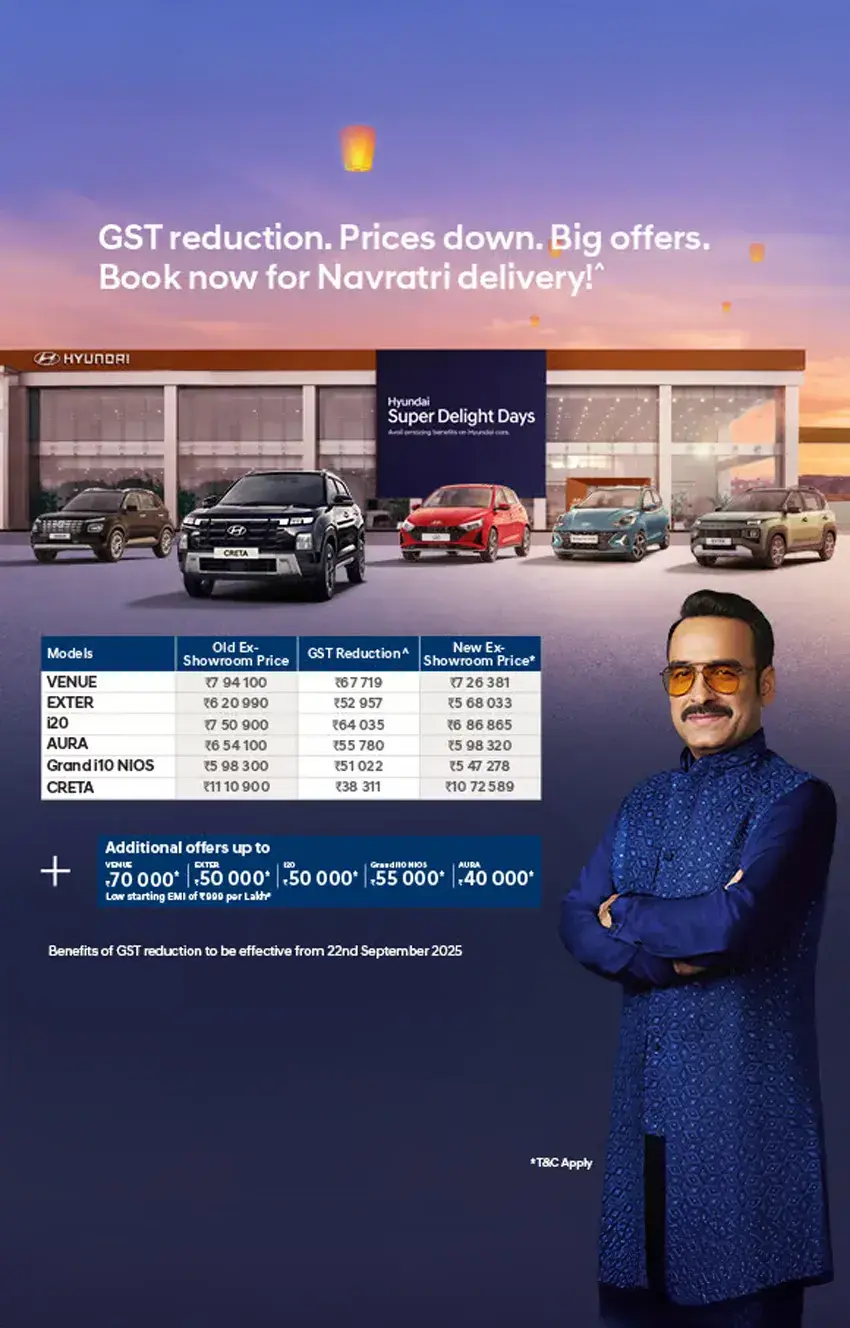 GST reduction. Prices down. Big offers.
Book now for Navratri delivery!^
HYUNDAI
Hyundai
Super Delight Days
Avail amazing benefits on Hyundai cars.
CRETA
Models Old Ex-Showroom Price GST Reduction^ New Ex-Showroom Price*
VENUE ₹7 94 100 ₹67 719 ₹7 26 381
EXTER ₹6 20 990 ₹52 957 ₹5 68 033
i20 ₹7 50 900 ₹64 035 ₹6 86 865
AURA ₹6 54 100 ₹55 780 ₹5 98 320
Grand i10 NIOS ₹5 98 300 ₹51 022 ₹5 47 278
CRETA ₹11 10 900 ₹38 311 ₹10 72 589
+
Additional offers up to
VENUE EXTER i20 Grand i10 NIOS AURA
₹70 000* ₹50 000* ₹50 000* ₹55 000* ₹40 000*
Low starting EMI of ₹999 per Lakh*
Benefits of GST reduction to be effective from 22nd September 2025
*T&C Apply